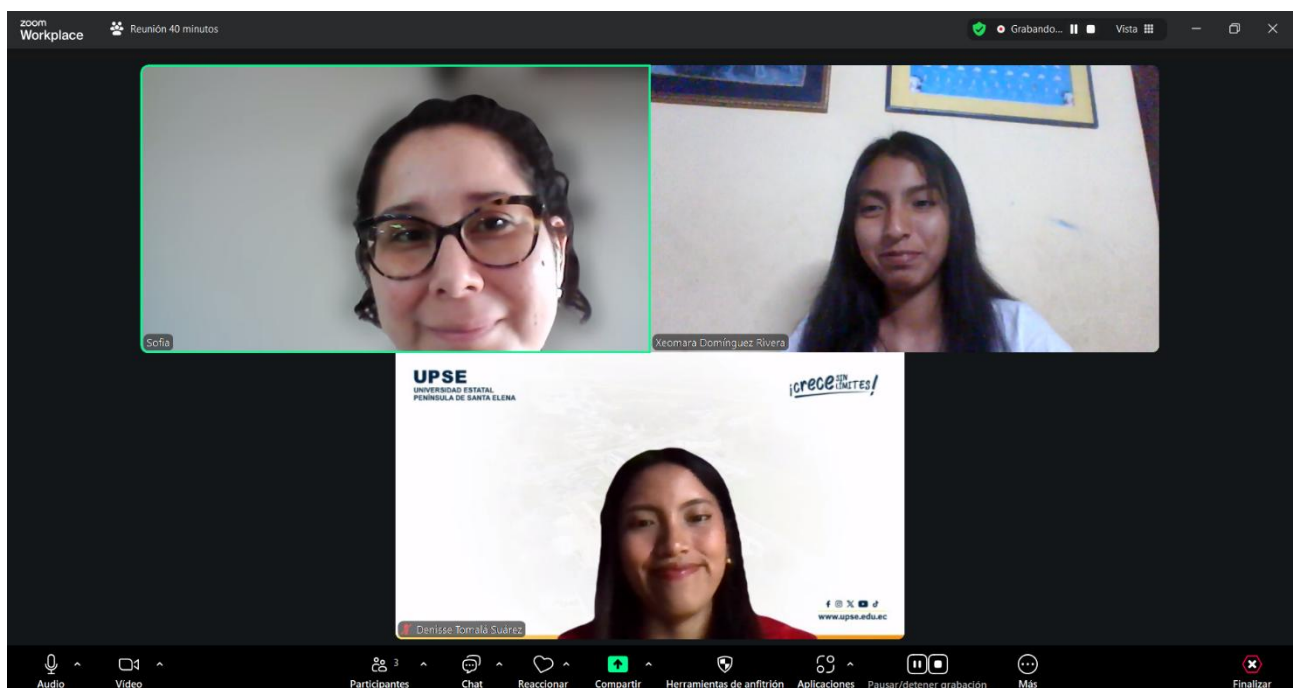 zoom
Workplace
Reunión 40 minutos
Grabando...
Vista
Sofia
Xeomara Domínguez Rivera
UPSE
UNIVERSIDAD ESTATAL
PENÍNSULA DE SANTA ELENA
¡crece SIN LÍMITES!
www.upse.edu.ec
Denisse Tomalá Suárez
Audio
Vídeo
3
Participantes
Chat
Reaccionar
Compartir
Herramientas de anfitrión
Aplicaciones
Pausar/detener grabación
Más
Finalizar